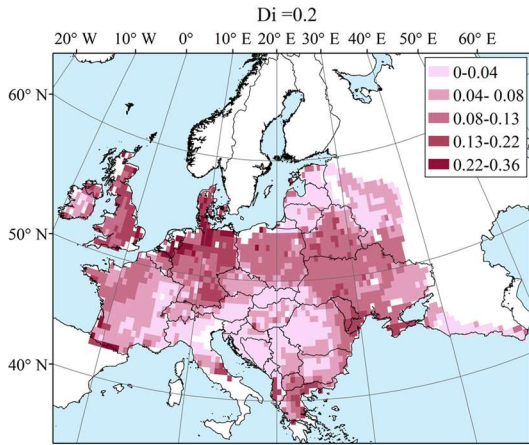 Di =0.2
20° W 10° W 0° 10° E 20° E 30° E 40° E 50° E 60° E
0-0.04
0.04- 0.08
0.08-0.13
0.13-0.22
0.22-0.36
60° N
50° N
40° N